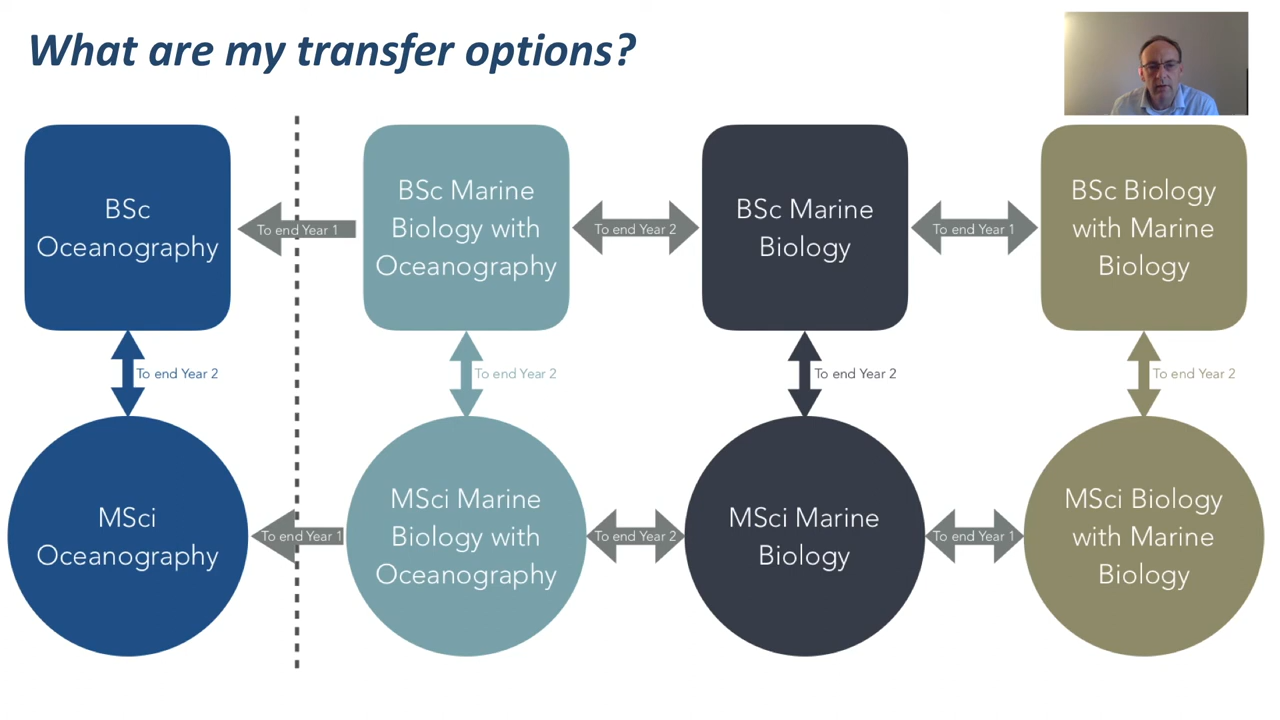 What are my transfer options?
BSc
Oceanography
To end Year 1
BSc Marine
Biology with
Oceanography
To end Year 2
BSc Marine
Biology
To end Year 1
BSc Biology
with Marine
Biology
To end Year 2
To end Year 2
To end Year 2
To end Year 2
MSci
Oceanography
To end Year 1
MSci Marine
Biology with
Oceanography
To end Year 2
MSci Marine
Biology
To end Year 1
MSci Biology
with Marine
Biology